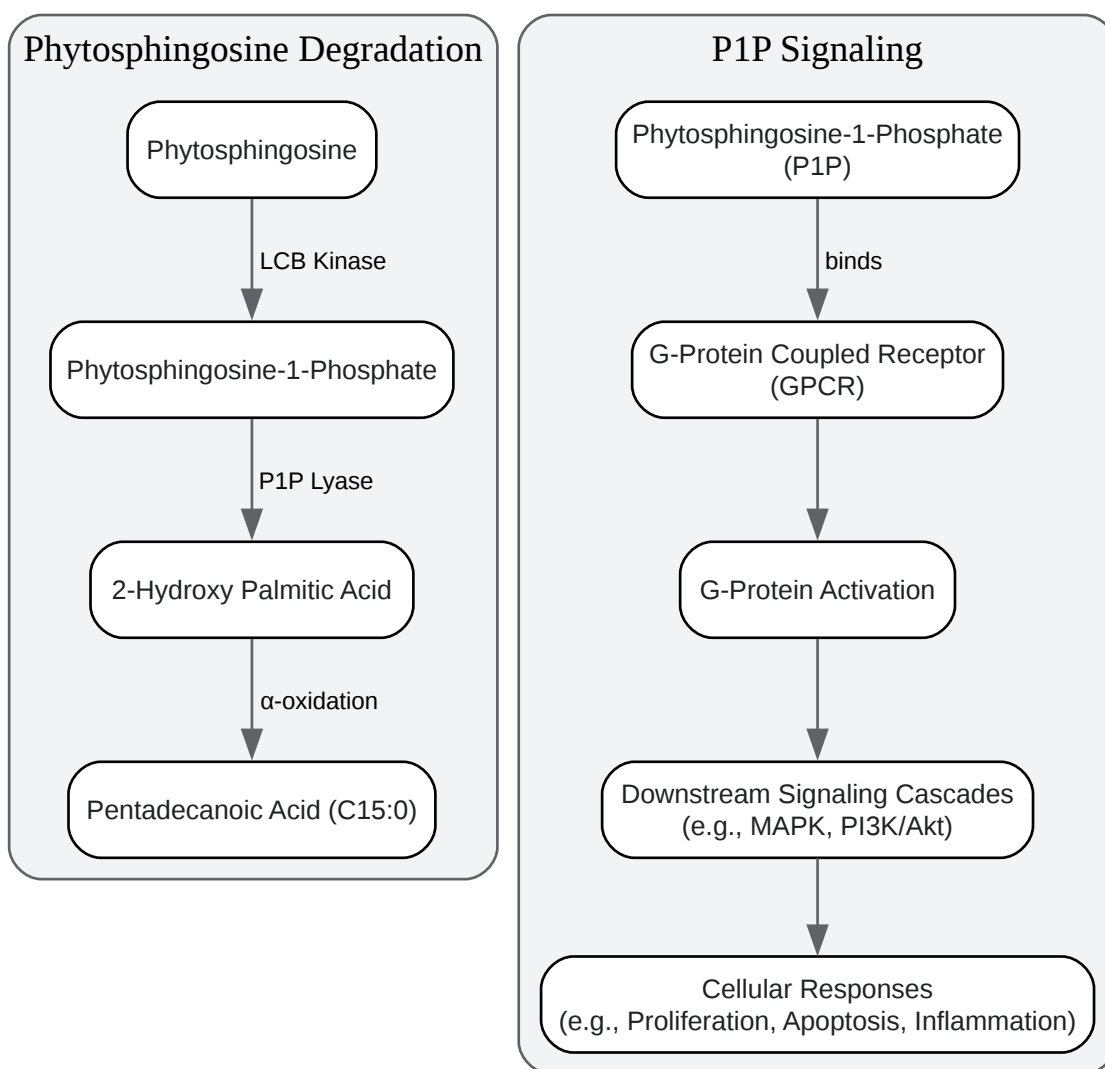 Phytosphingosine Degradation
Phytosphingosine
LCB Kinase
Phytosphingosine-1-Phosphate
P1P Lyase
2-Hydroxy Palmitic Acid
α-oxidation
Pentadecanoic Acid (C15:0)
P1P Signaling
Phytosphingosine-1-Phosphate
(P1P)
binds
G-Protein Coupled Receptor
(GPCR)
G-Protein Activation
Downstream Signaling Cascades
(e.g., MAPK, PI3K/Akt)
Cellular Responses
(e.g., Proliferation, Apoptosis, Inflammation)